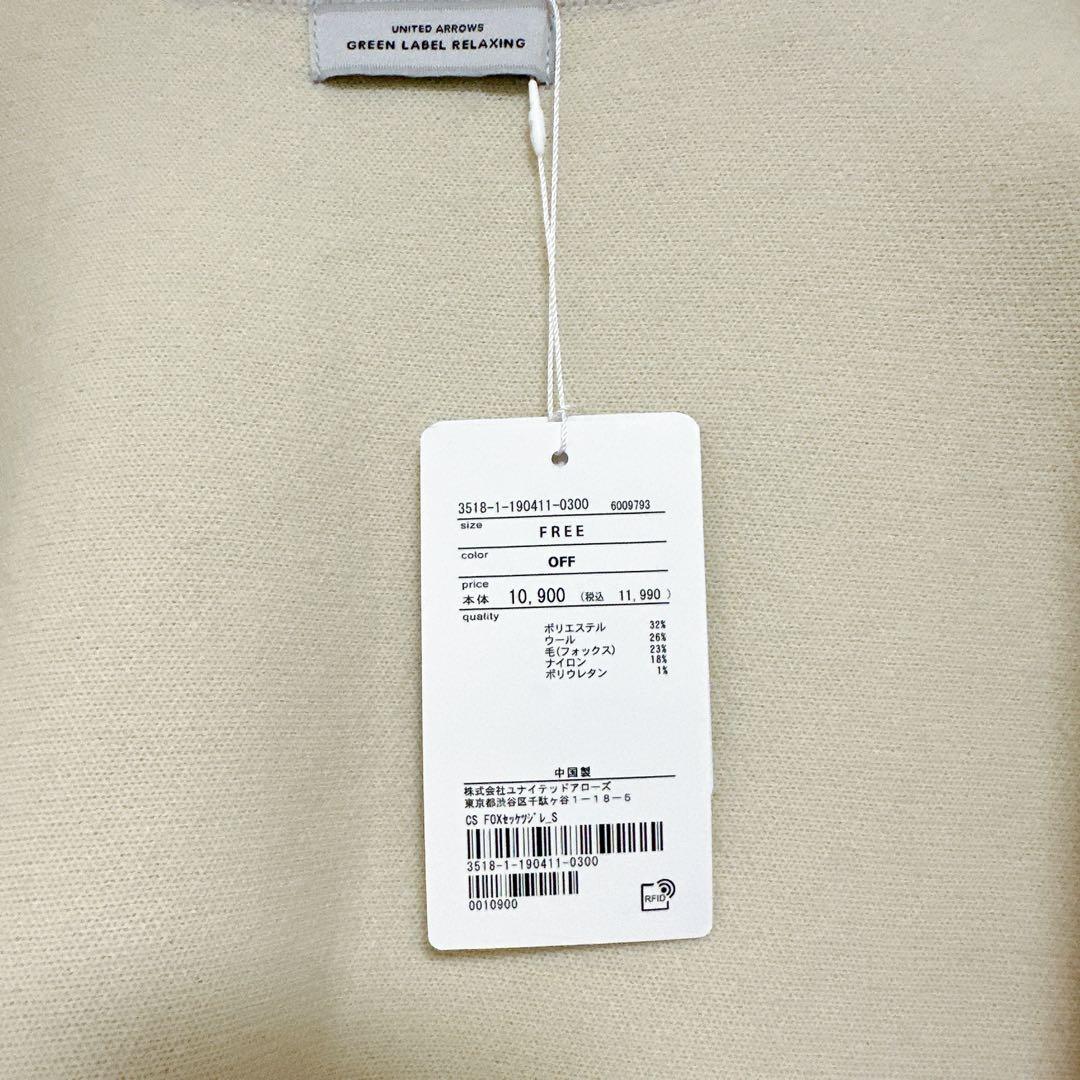 UNITED ARROWS
GREEN LABEL RELAXING
3518-1-190411-0300 6009793
size
FREE
color
OFF
price
本体 10,900 (税込 11,990 )
quality
ポリエステル 32%
ウール 26%
毛(フォックス) 23%
ナイロン 18%
ポリウレタン 1%
中国製
株式会社ユナイテッドアローズ
東京都渋谷区千駄ヶ谷1-18-5
CS FOXｾｯｹﾂｼﾞﾚ_S
3518-1-190411-0300
0010900
RFID